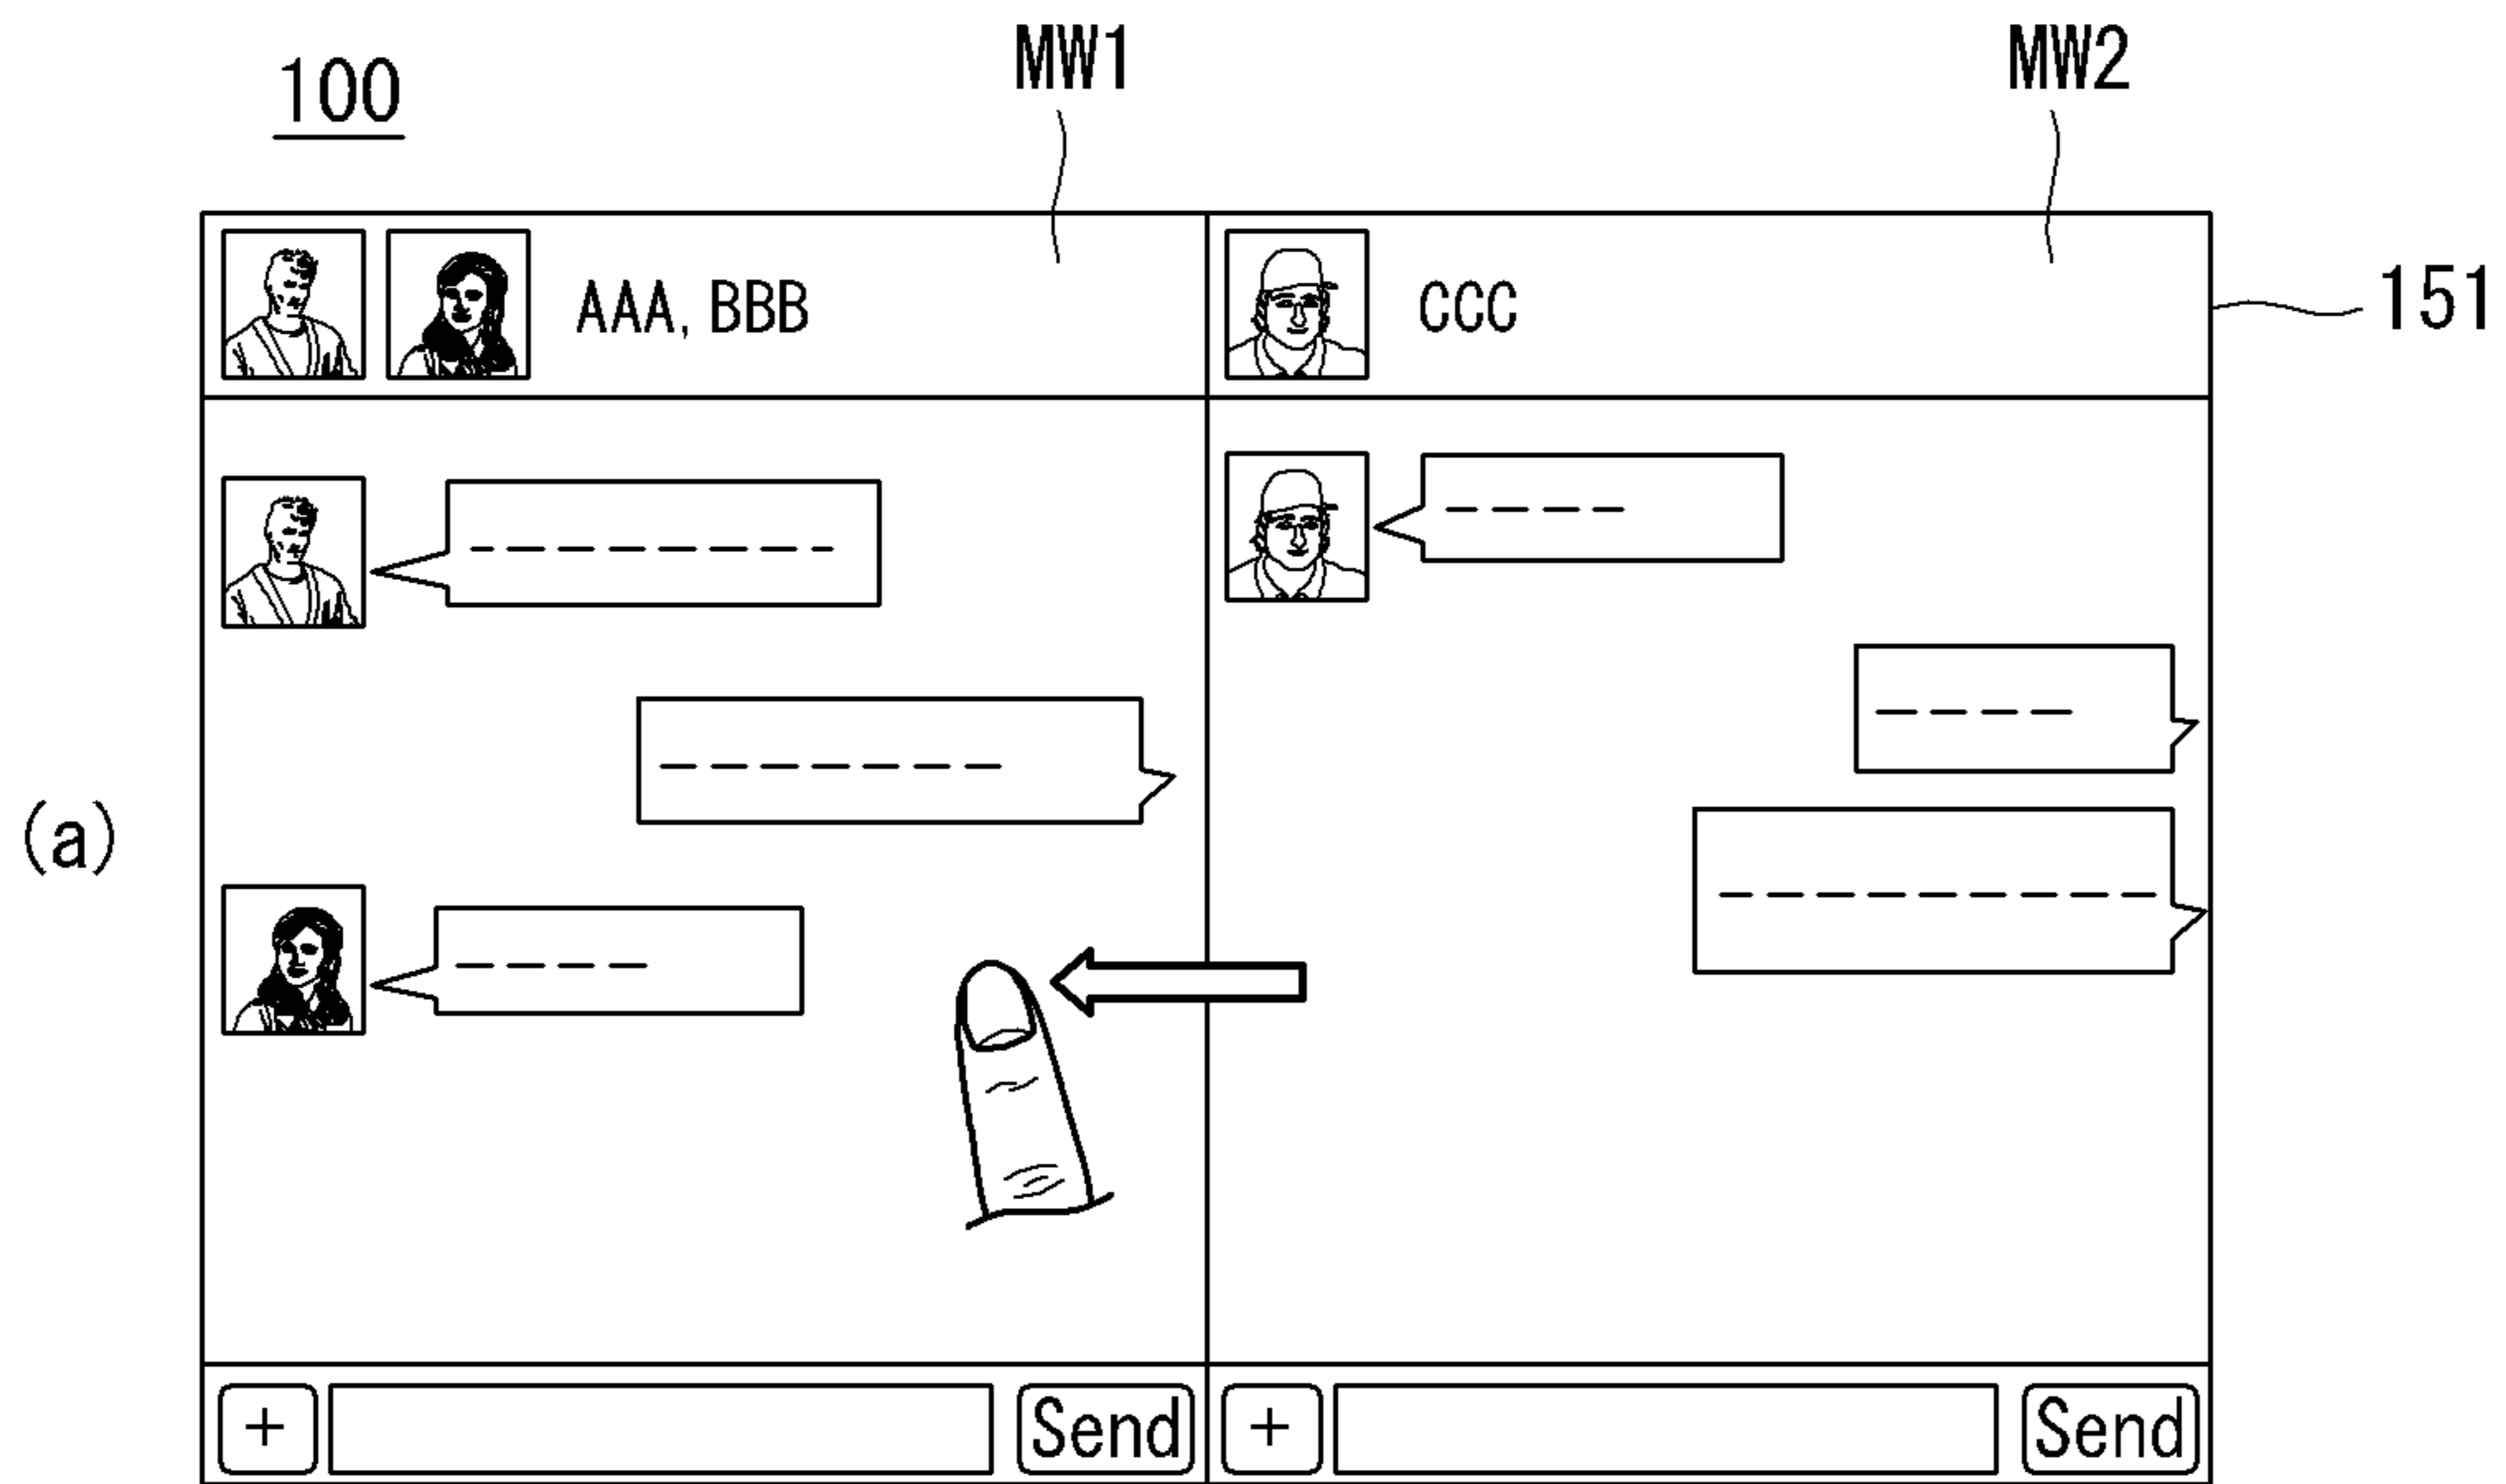 100
MW1
MW2
AAA, BBB
CCC
151
(a)
+
Send
+
Send